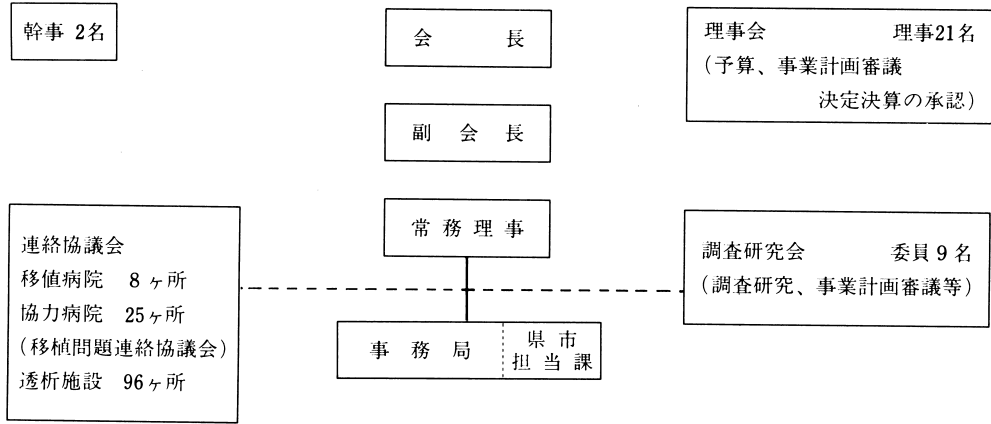 幹事 2名
会長
理事会 理事21名
(予算、事業計画審議
決定決算の承認)
副会長
常務理事
連絡協議会
移値病院 8ヶ所
協力病院 25ヶ所
(移植問題連絡協議会)
透析施設 96ヶ所
調査研究会 委員9名
(調査研究、事業計画審議等)
事務局
県市
担当課